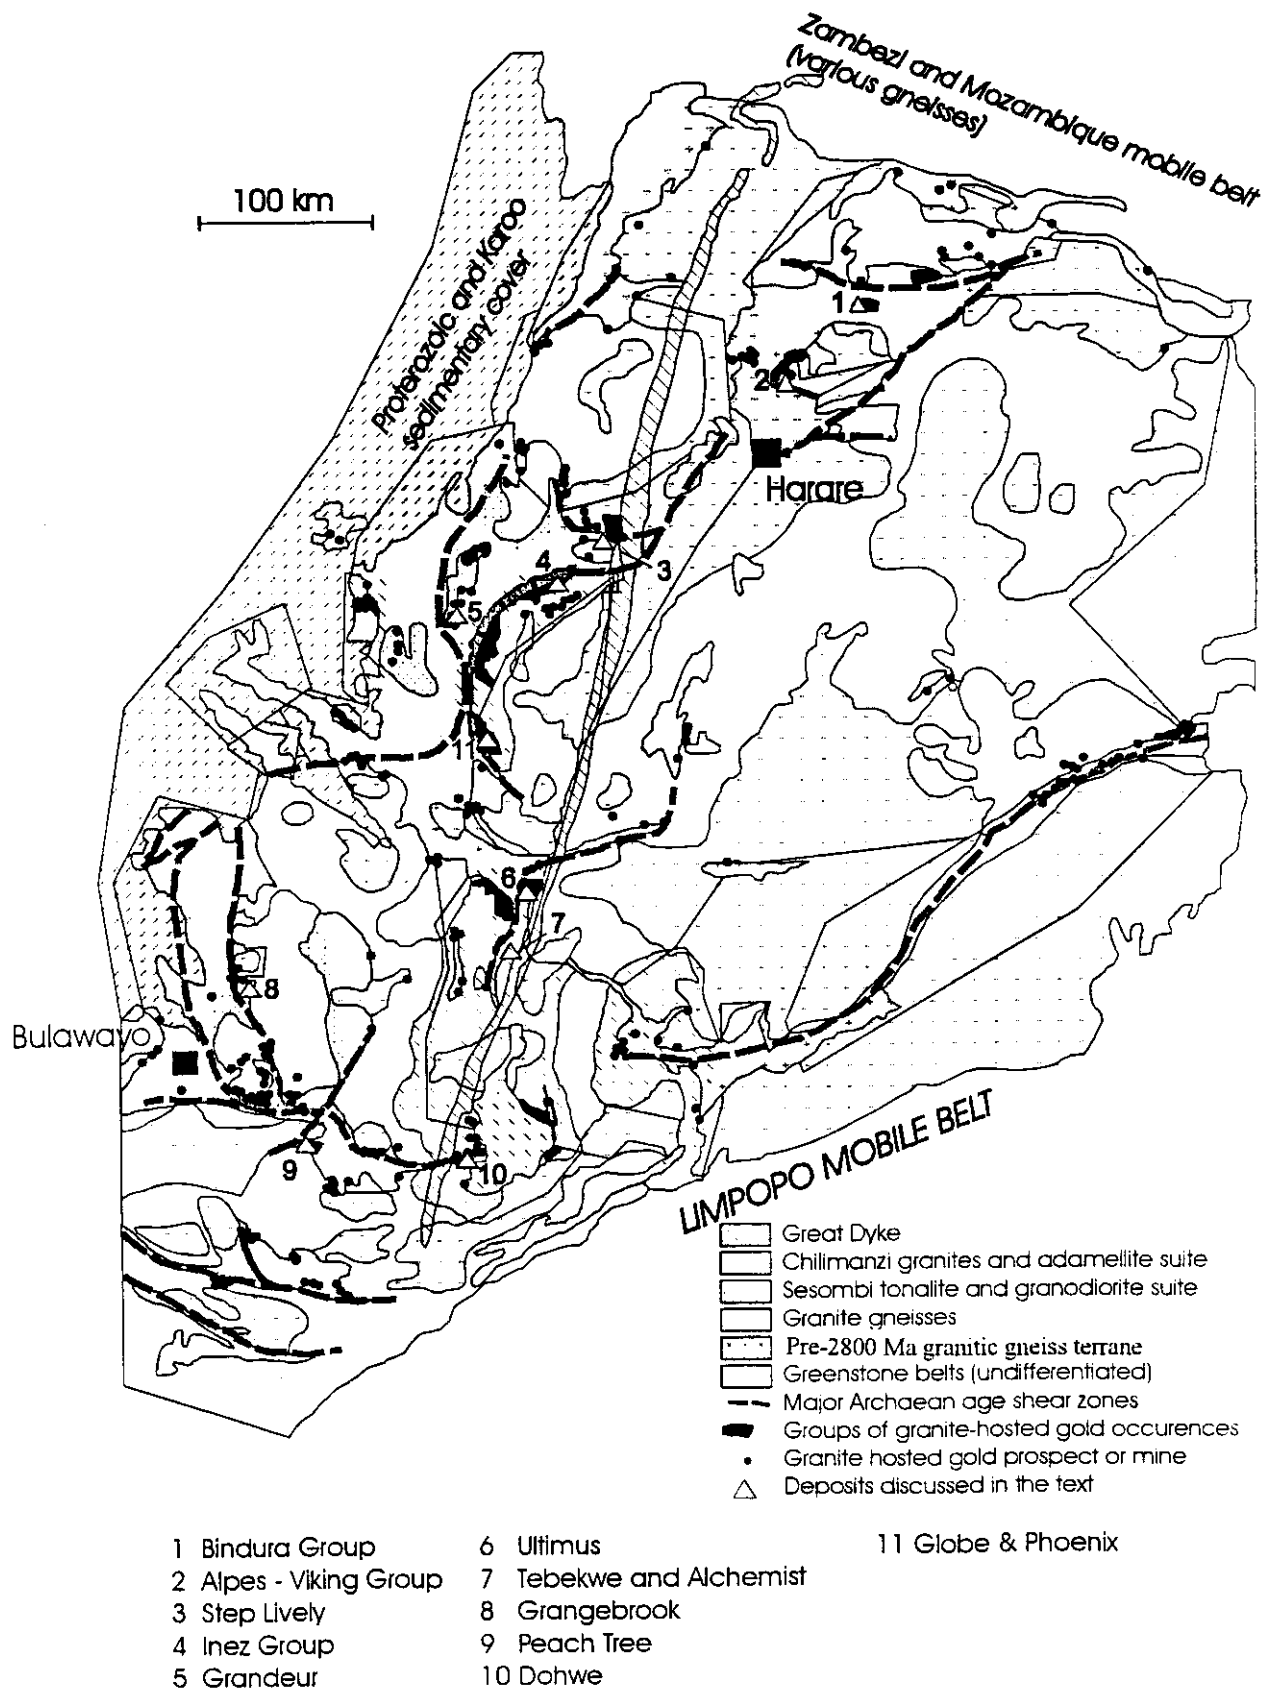 Zambezi and Mozambique mobile belt
(various gneisses)
100 km
Proterozoic and Karoo
sedimentary cover
1
2
Harare
3
4
5
11
6
7
8
Bulawayo
9
10
LIMPOPO MOBILE BELT
Great Dyke
Chilimanzi granites and adamellite suite
Sesombi tonalite and granodiorite suite
Granite gneisses
Pre-2800 Ma granitic gneiss terrane
Greenstone belts (undifferentiated)
Major Archaean age shear zones
Groups of granite-hosted gold occurences
Granite hosted gold prospect or mine
Deposits discussed in the text
1 Bindura Group
2 Alpes - Viking Group
3 Step Lively
4 Inez Group
5 Grandeur
6 Ultimus
7 Tebekwe and Alchemist
8 Grangebrook
9 Peach Tree
10 Dohwe
11 Globe & Phoenix